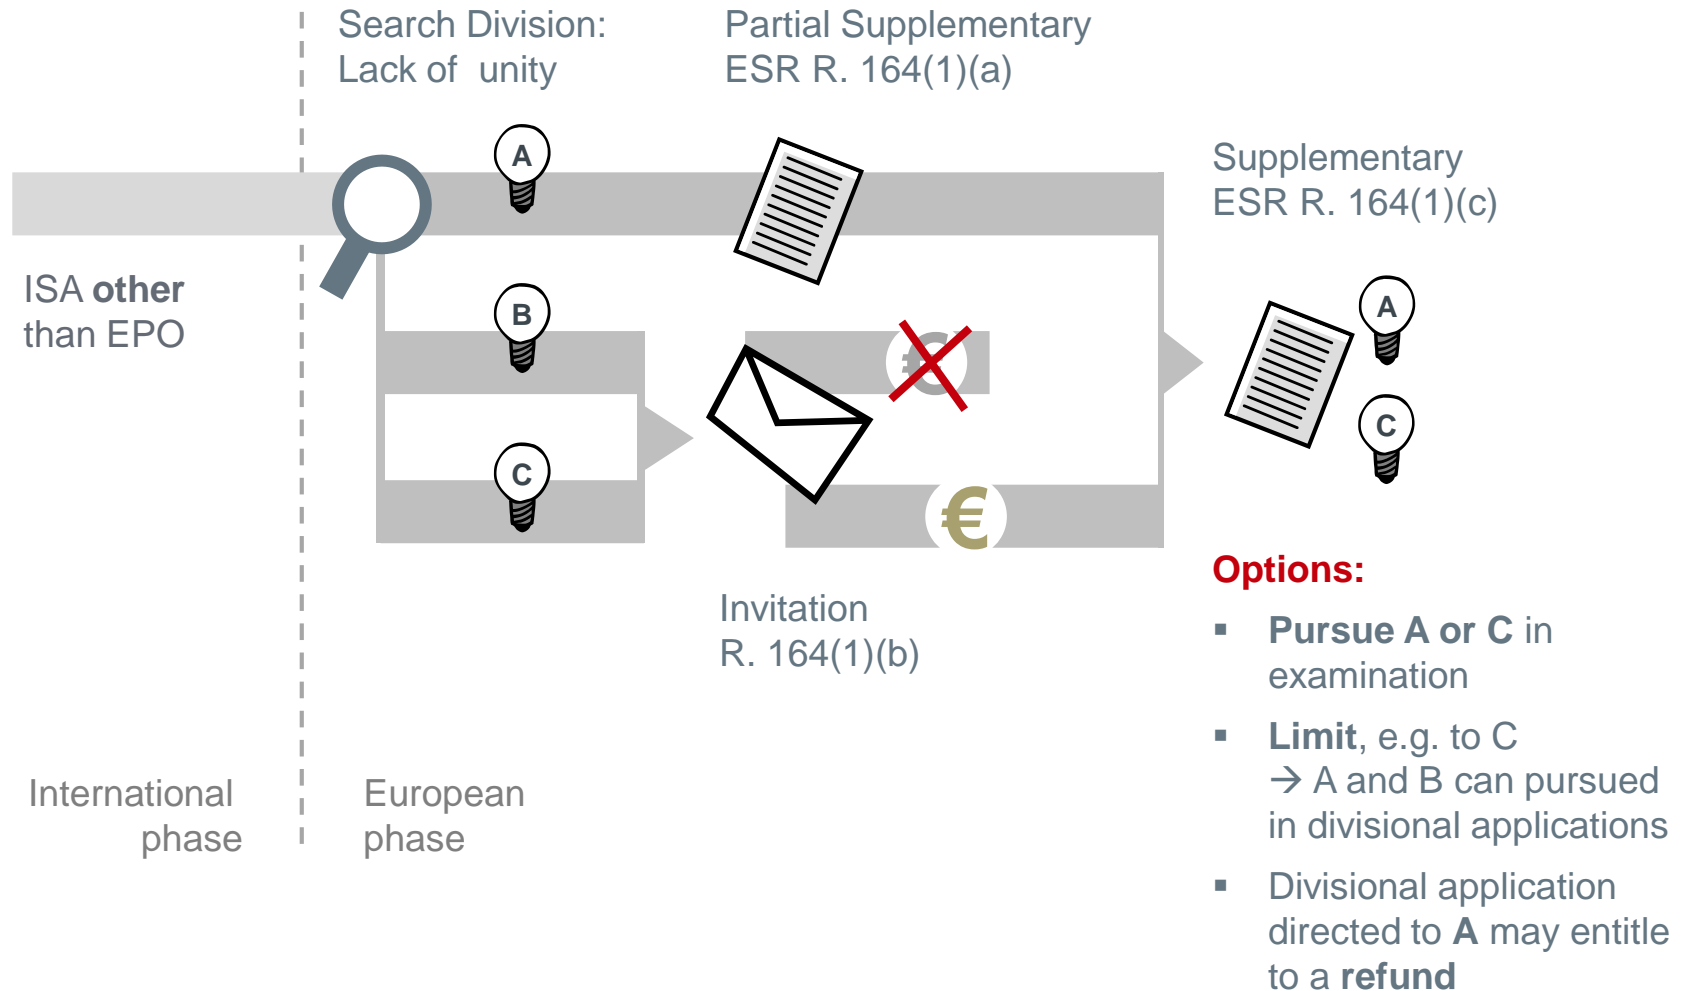 Search Division:
Lack of unity
Partial Supplementary
ESR R. 164(1)(a)
A
Supplementary
ESR R. 164(1)(c)
ISA other
than EPO
B
€
A
C
C
€
Invitation
R. 164(1)(b)
Options:
▪ Pursue A or C in
examination
▪ Limit, e.g. to C
→ A and B can pursued
in divisional applications
▪ Divisional application
directed to A may entitle
to a refund
International
phase
European
phase